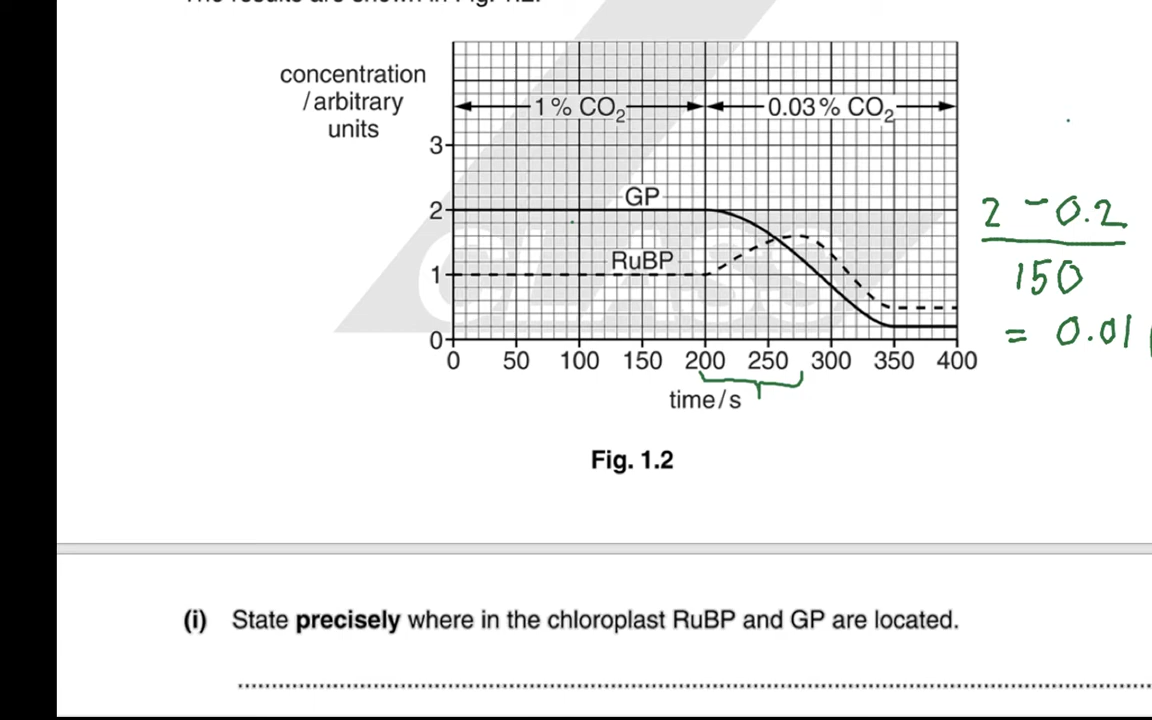 concentration
/ arbitrary
units
1% CO2
0.03% CO2
3
GP
2
RuBP
1
0
0 50 100 150 200 250 300 350 400
time / s
2 - 0.2
150
= 0.01
Fig. 1.2
(i) State precisely where in the chloroplast RuBP and GP are located.